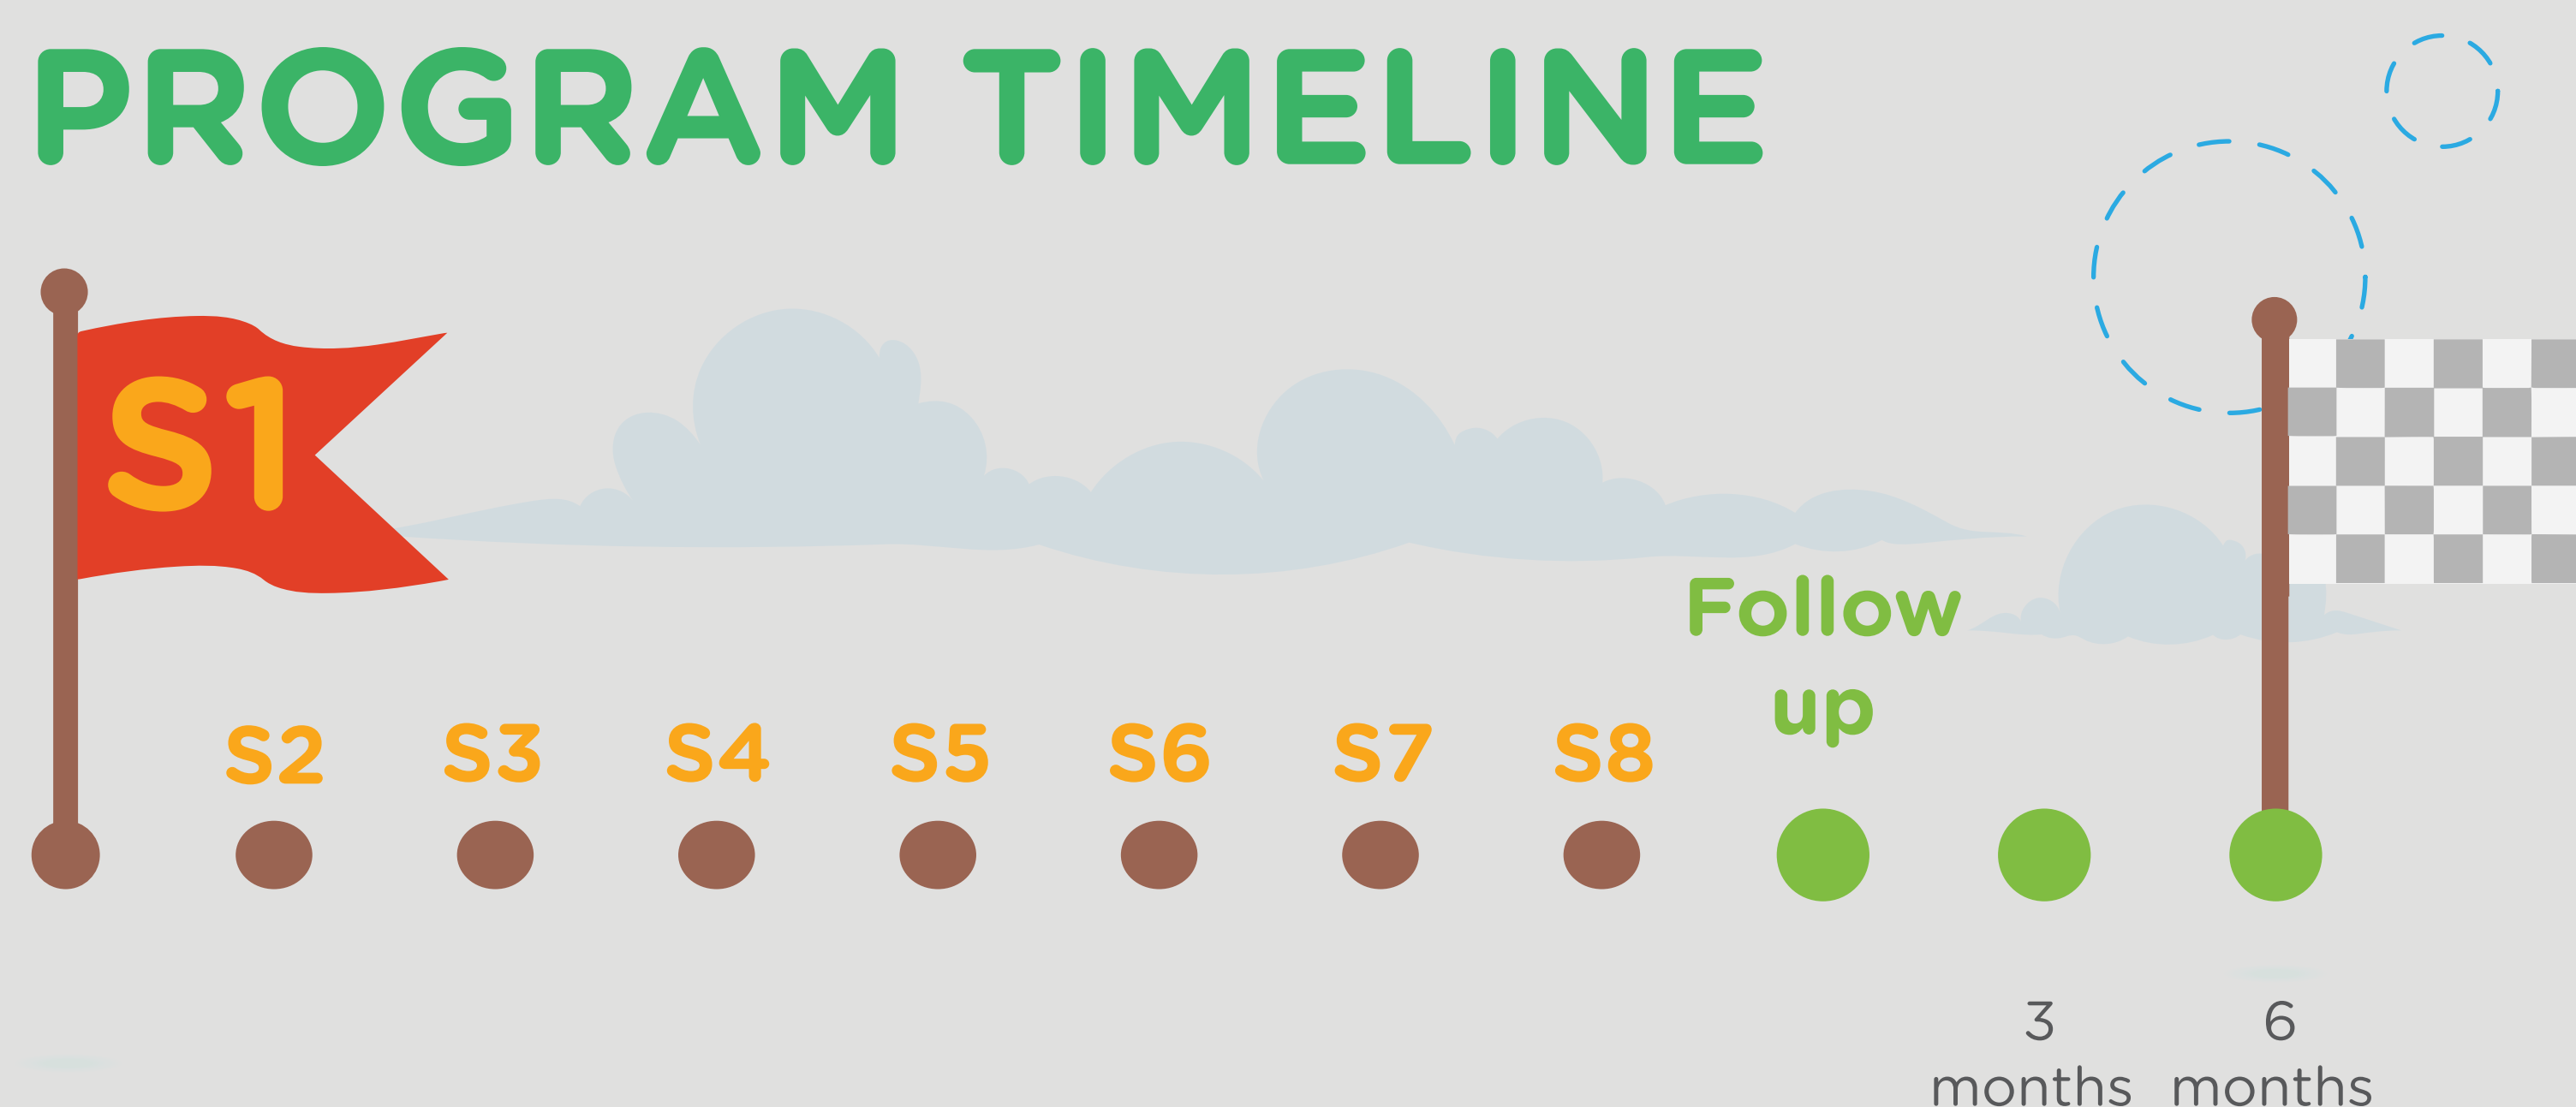 PROGRAM TIMELINE
S1
Follow
up
S2 S3 S4 S5 S6 S7 S8
3 6
months months